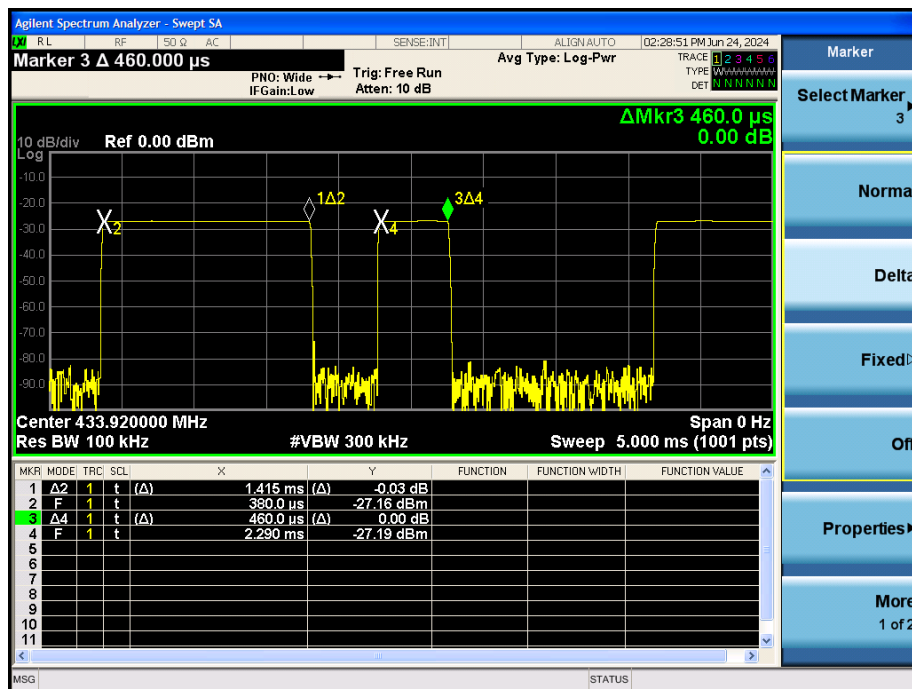 Agilent Spectrum Analyzer - Swept SA
LXI RL RF 50 Ω AC SENSE:INT ALIGN AUTO 02:28:51 PM Jun 24, 2024
Marker 3 Δ 460.000 µs
PNO: Wide
IFGain:Low
Trig: Free Run
Atten: 10 dB
Avg Type: Log-Pwr
TRACE 1 2 3 4 5 6
TYPE W
DET N N N N N N
ΔMkr3 460.0 µs
0.00 dB
10 dB/div Ref 0.00 dBm
Log
-10.0
-20.0
-30.0
-40.0
-50.0
-60.0
-70.0
-80.0
-90.0
2
1Δ2
4
3Δ4
Center 433.920000 MHz Span 0 Hz
Res BW 100 kHz #VBW 300 kHz Sweep 5.000 ms (1001 pts)
MKR MODE TRC SCL X Y FUNCTION FUNCTION WIDTH FUNCTION VALUE
1 Δ2 1 t (Δ) 1.415 ms (Δ) -0.03 dB
2 F 1 t 380.0 µs -27.16 dBm
3 Δ4 1 t (Δ) 460.0 µs (Δ) 0.00 dB
4 F 1 t 2.290 ms -27.19 dBm
5
6
7
8
9
10
11
MSG STATUS
Marker
Select Marker
3
Norma
Delta
Fixed
Off
Properties
More
1 of 2